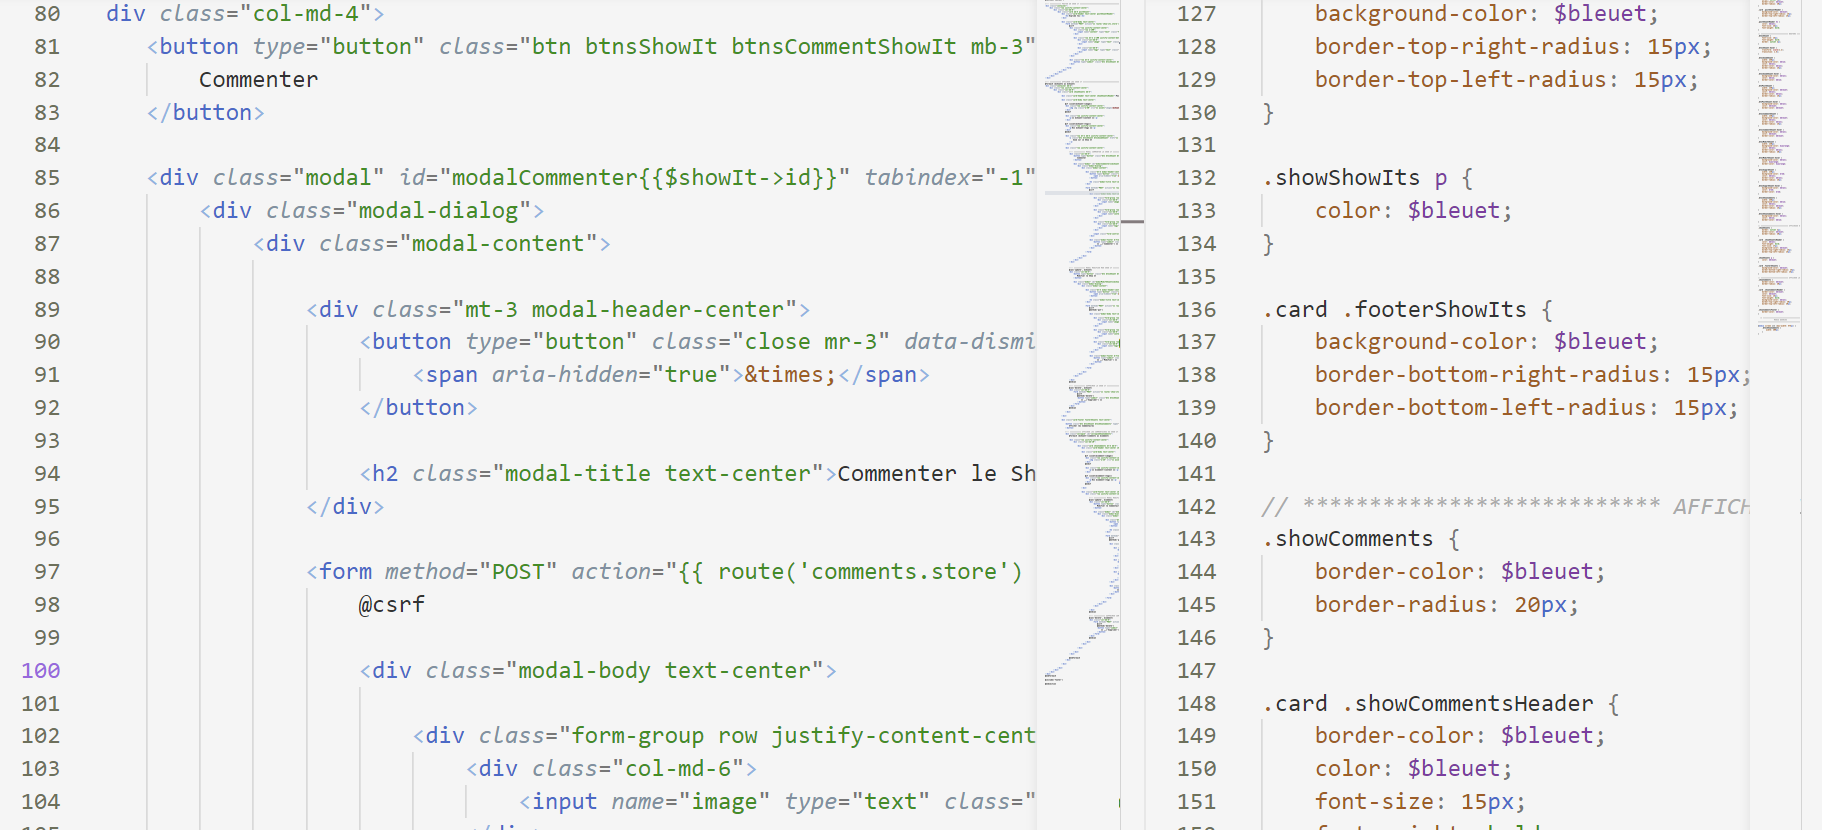 80 div class="col-md-4">
81 <button type="button" class="btn btnsShowIt btnsCommentShowIt mb-3"
82 Commenter
83 </button>
84
85 <div class="modal" id="modalCommenter{{$showIt->id}}" tabindex="-1"
86 <div class="modal-dialog">
87 <div class="modal-content">
88
89 <div class="mt-3 modal-header-center">
90 <button type="button" class="close mr-3" data-dismi
91 <span aria-hidden="true">&times;</span>
92 </button>
93
94 <h2 class="modal-title text-center">Commenter le Sh
95 </div>
96
97 <form method="POST" action="{{ route('comments.store')
98 @csrf
99
100 <div class="modal-body text-center">
101
102 <div class="form-group row justify-content-cent
103 <div class="col-md-6">
104 <input name="image" type="text" class="
127 background-color: $bleuet;
128 border-top-right-radius: 15px;
129 border-top-left-radius: 15px;
130 }
131
132 .showShowIts p {
133 color: $bleuet;
134 }
135
136 .card .footerShowIts {
137 background-color: $bleuet;
138 border-bottom-right-radius: 15px;
139 border-bottom-left-radius: 15px;
140 }
141
142 // *************************** AFFICH
143 .showComments {
144 border-color: $bleuet;
145 border-radius: 20px;
146 }
147
148 .card .showCommentsHeader {
149 border-color: $bleuet;
150 color: $bleuet;
151 font-size: 15px;